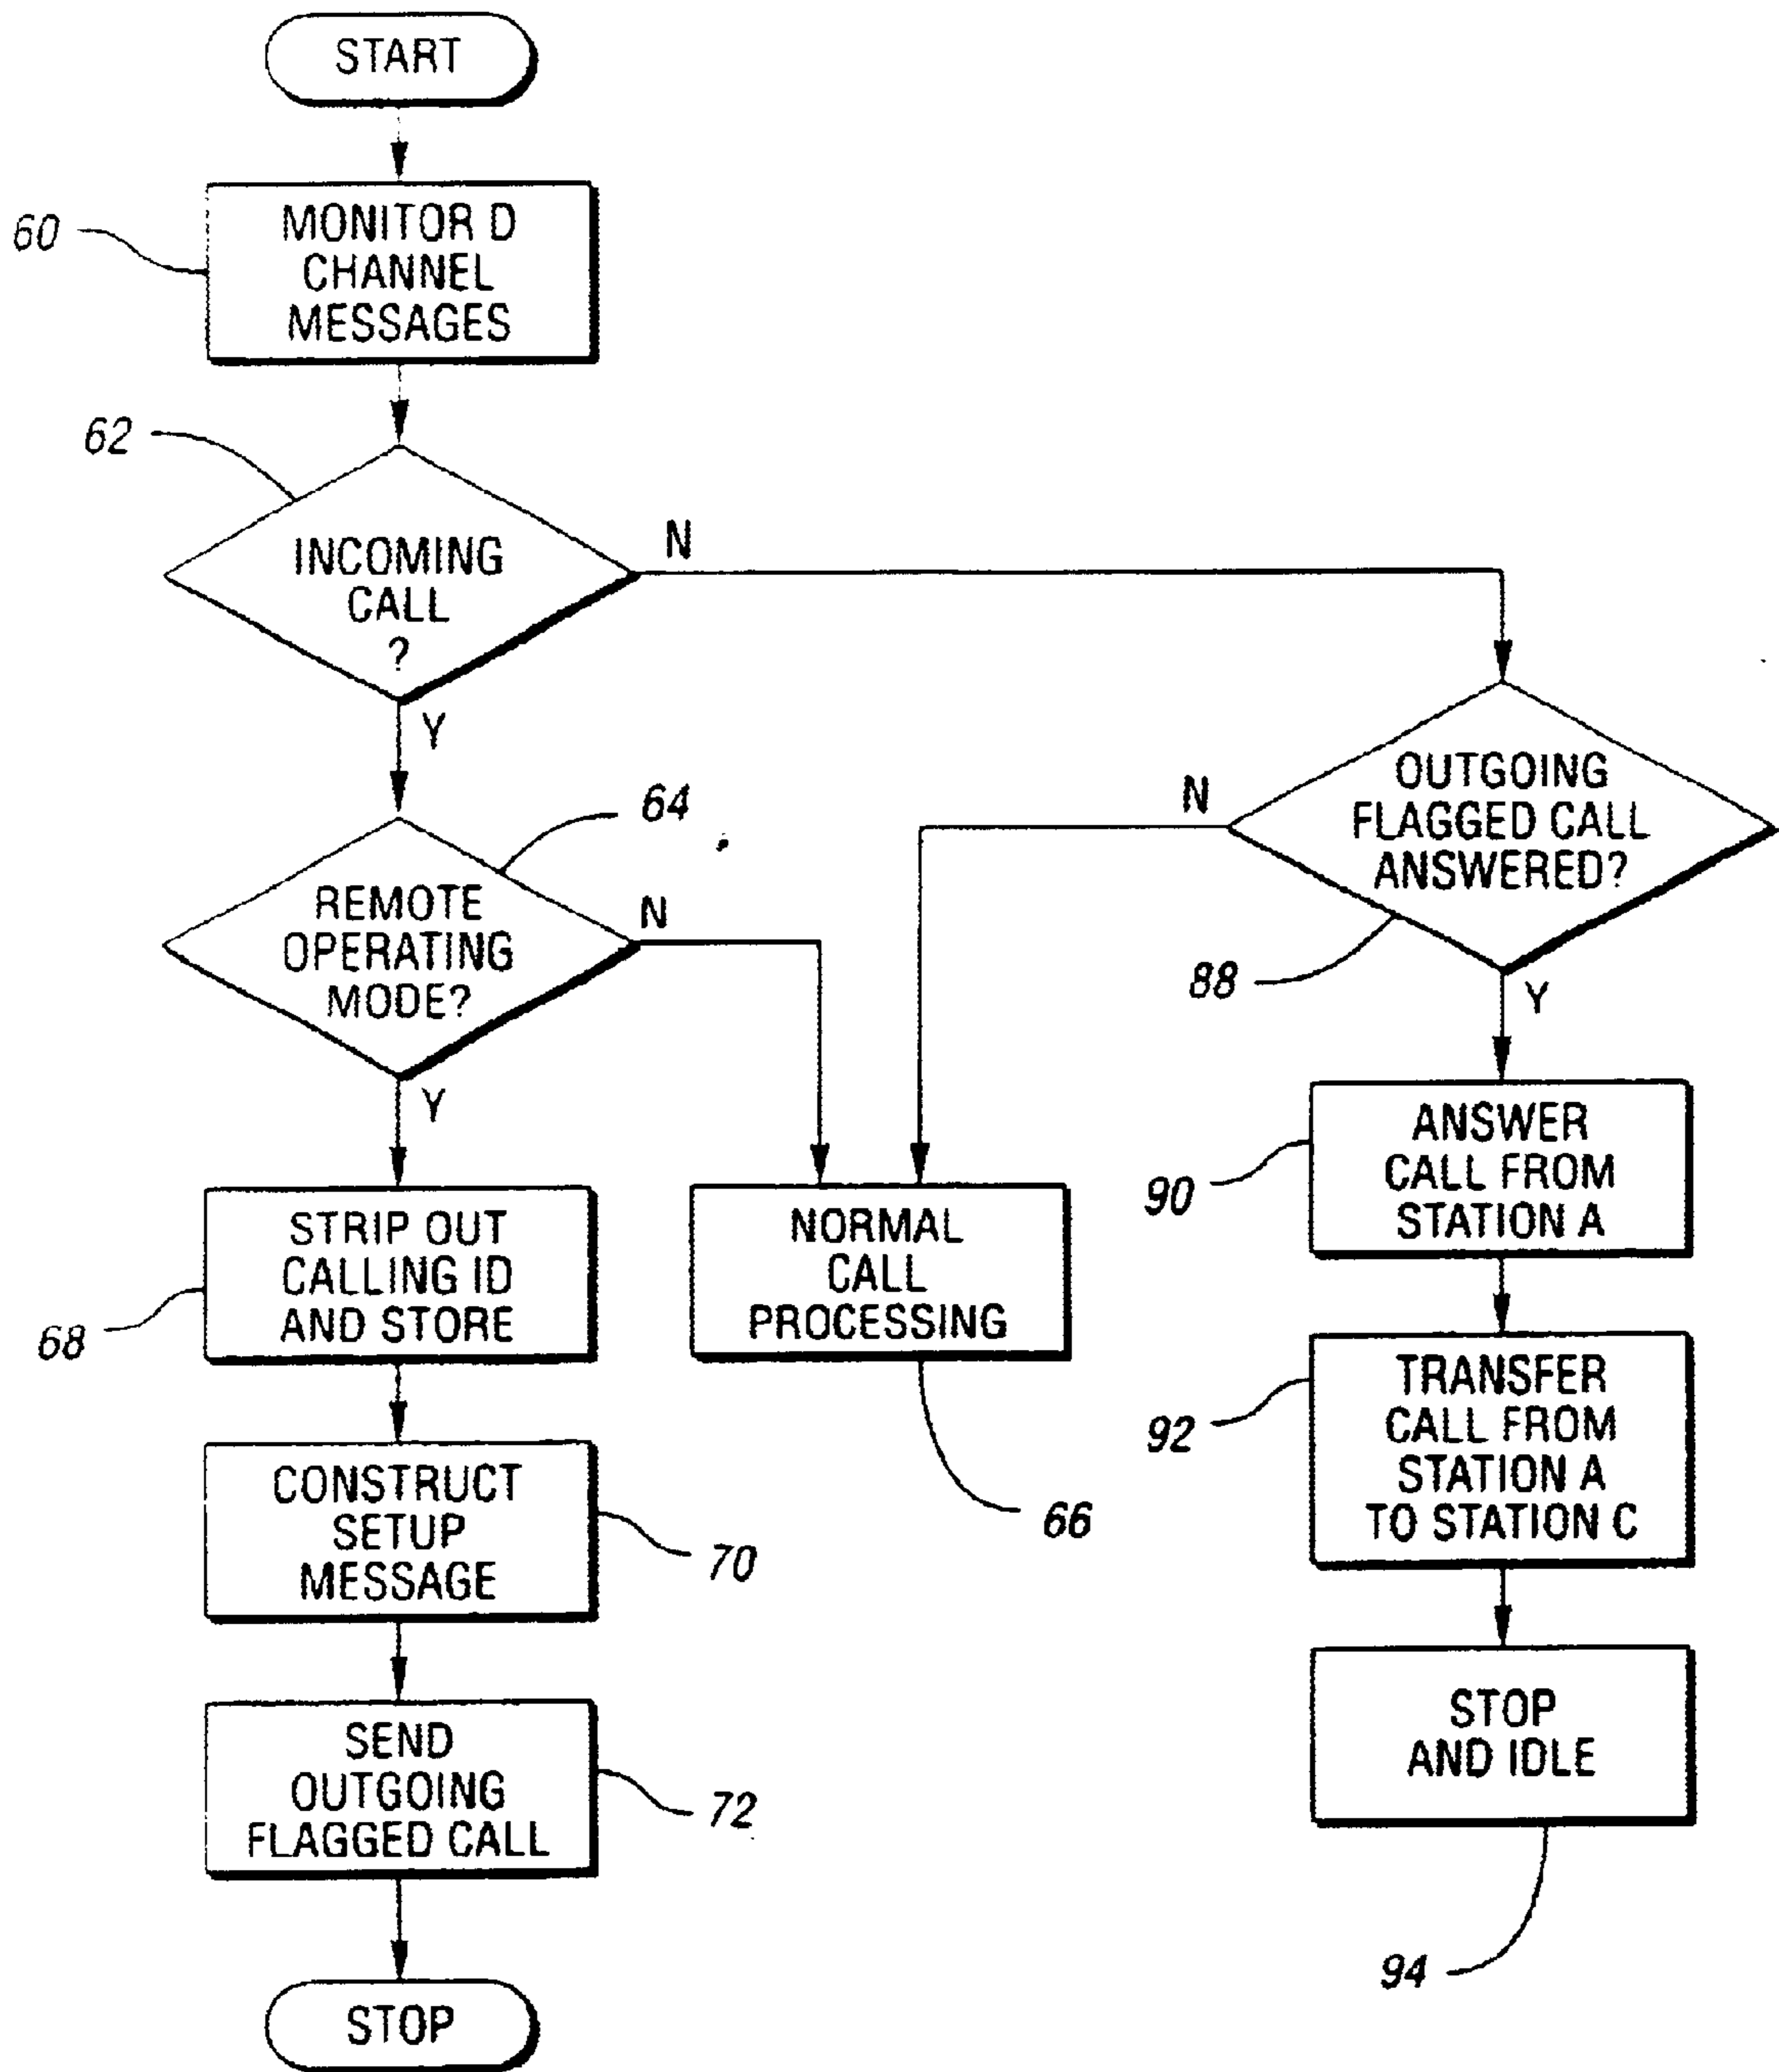 START
60
MONITOR D
CHANNEL
MESSAGES
62
INCOMING
CALL
?
N
Y
64
REMOTE
OPERATING
MODE?
N
Y
OUTGOING
FLAGGED CALL
ANSWERED?
N
88
Y
68
STRIP OUT
CALLING ID
AND STORE
NORMAL
CALL
PROCESSING
66
90
ANSWER
CALL FROM
STATION A
92
TRANSFER
CALL FROM
STATION A
TO STATION C
CONSTRUCT
SETUP
MESSAGE
70
SEND
OUTGOING
FLAGGED CALL
72
STOP
AND IDLE
94
STOP